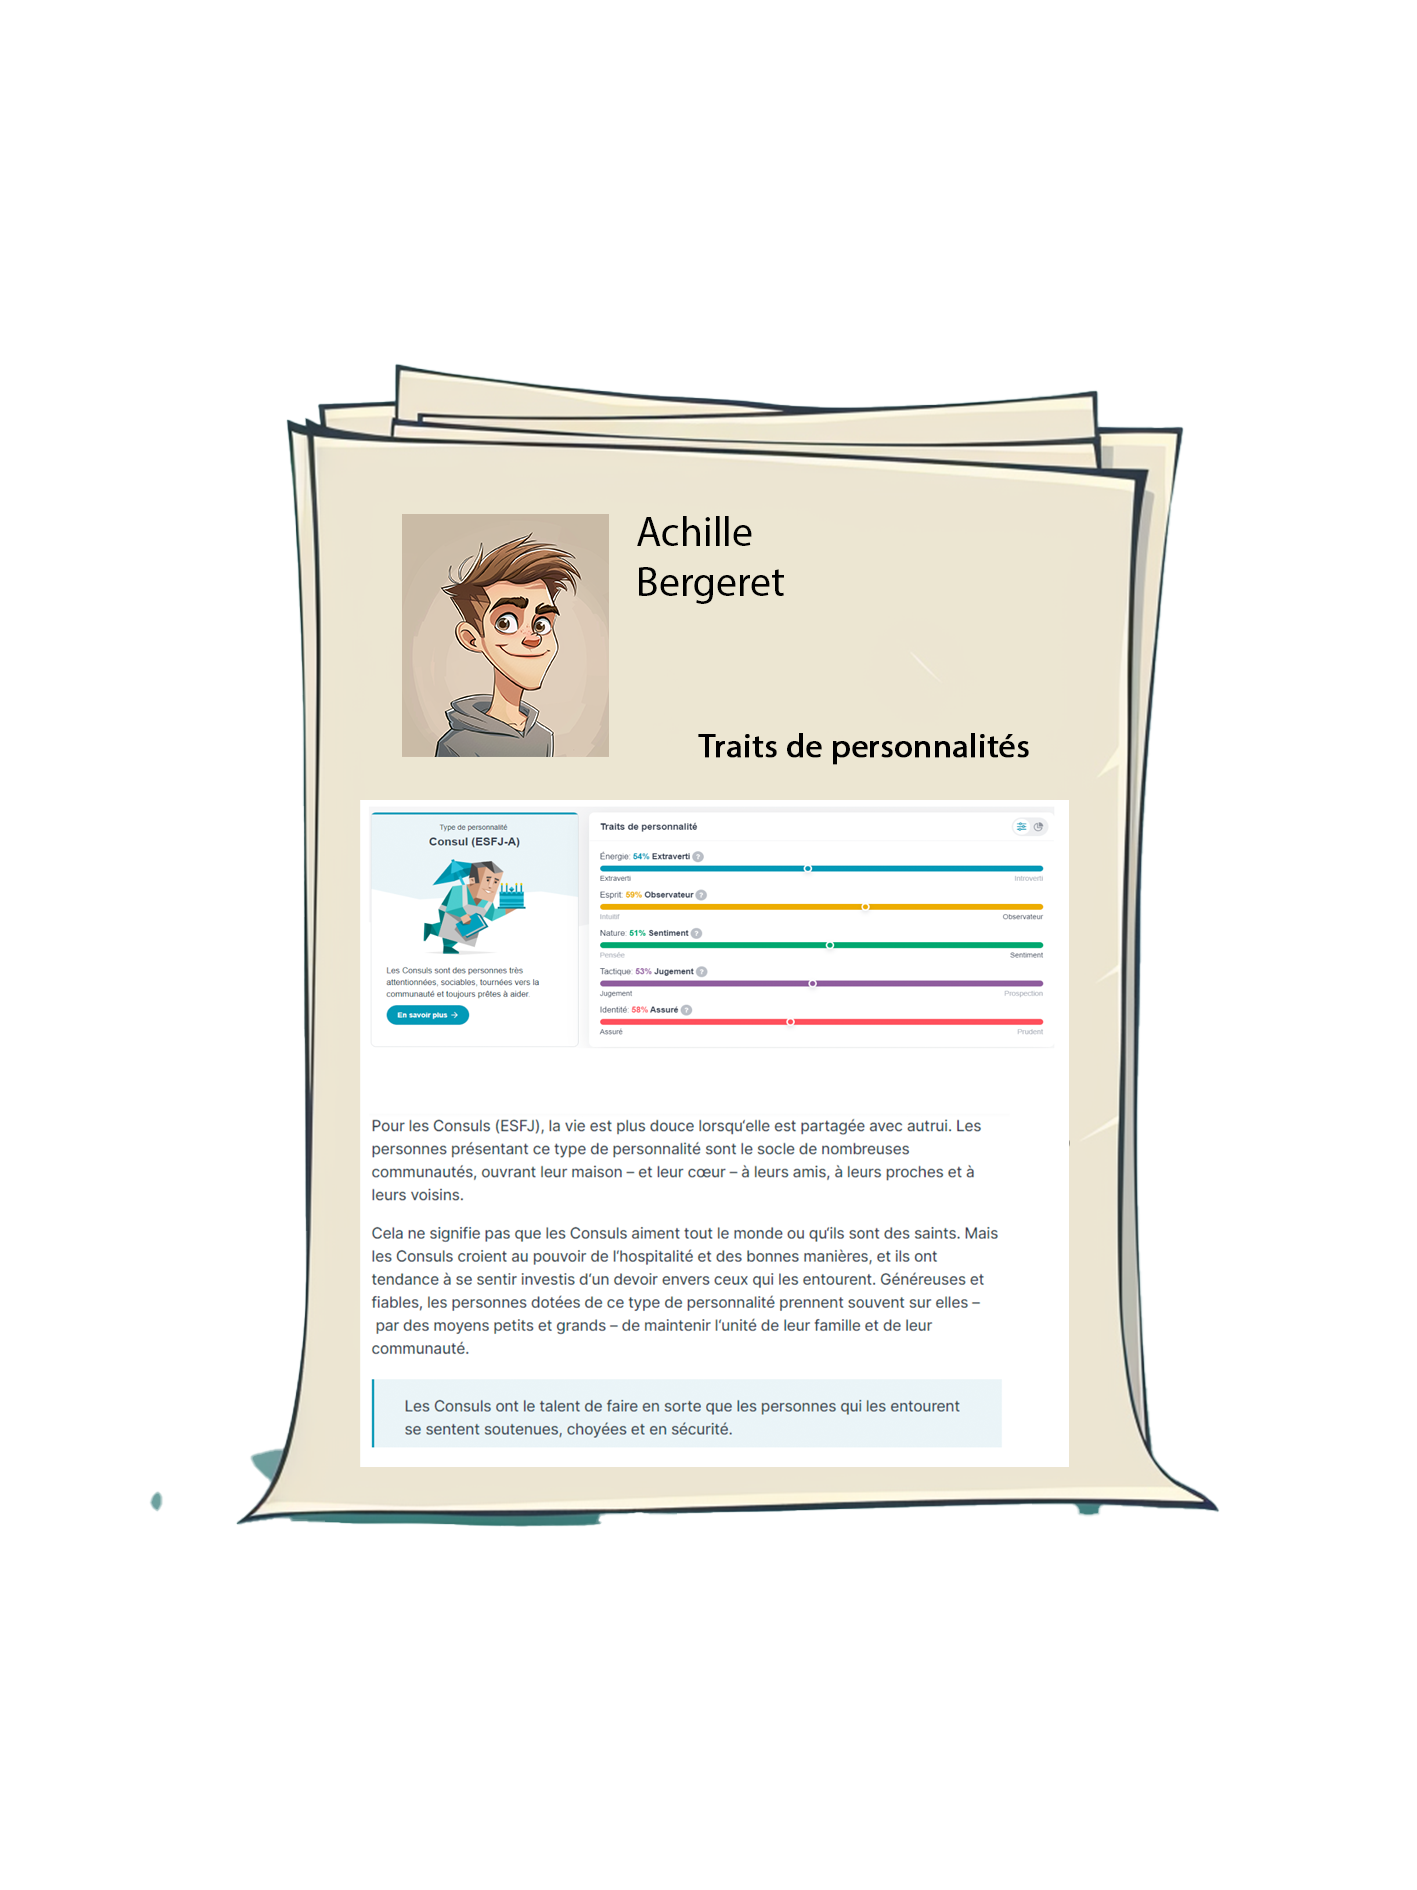 Achille
Bergeret
Traits de personnalités
Type de personnalité
Consul (ESFJ-A)
Les Consuls sont des personnes très
attentionnées, sociables, tournées vers la
communauté et toujours prêtes à aider.
En savoir plus →
Traits de personnalité
Énergie: 54% Extraverti ?
Extraverti Introverti
Esprit: 59% Observateur ?
Intuitif Observateur
Nature: 51% Sentiment ?
Pensée Sentiment
Tactique: 53% Jugement ?
Jugement Prospection
Identité: 58% Assuré ?
Assuré Prudent
Pour les Consuls (ESFJ), la vie est plus douce lorsqu'elle est partagée avec autrui. Les
personnes présentant ce type de personnalité sont le socle de nombreuses
communautés, ouvrant leur maison – et leur cœur – à leurs amis, à leurs proches et à
leurs voisins.
Cela ne signifie pas que les Consuls aiment tout le monde ou qu'ils sont des saints. Mais
les Consuls croient au pouvoir de l'hospitalité et des bonnes manières, et ils ont
tendance à se sentir investis d'un devoir envers ceux qui les entourent. Généreuses et
fiables, les personnes dotées de ce type de personnalité prennent souvent sur elles –
par des moyens petits et grands – de maintenir l'unité de leur famille et de leur
communauté.
Les Consuls ont le talent de faire en sorte que les personnes qui les entourent
se sentent soutenues, choyées et en sécurité.